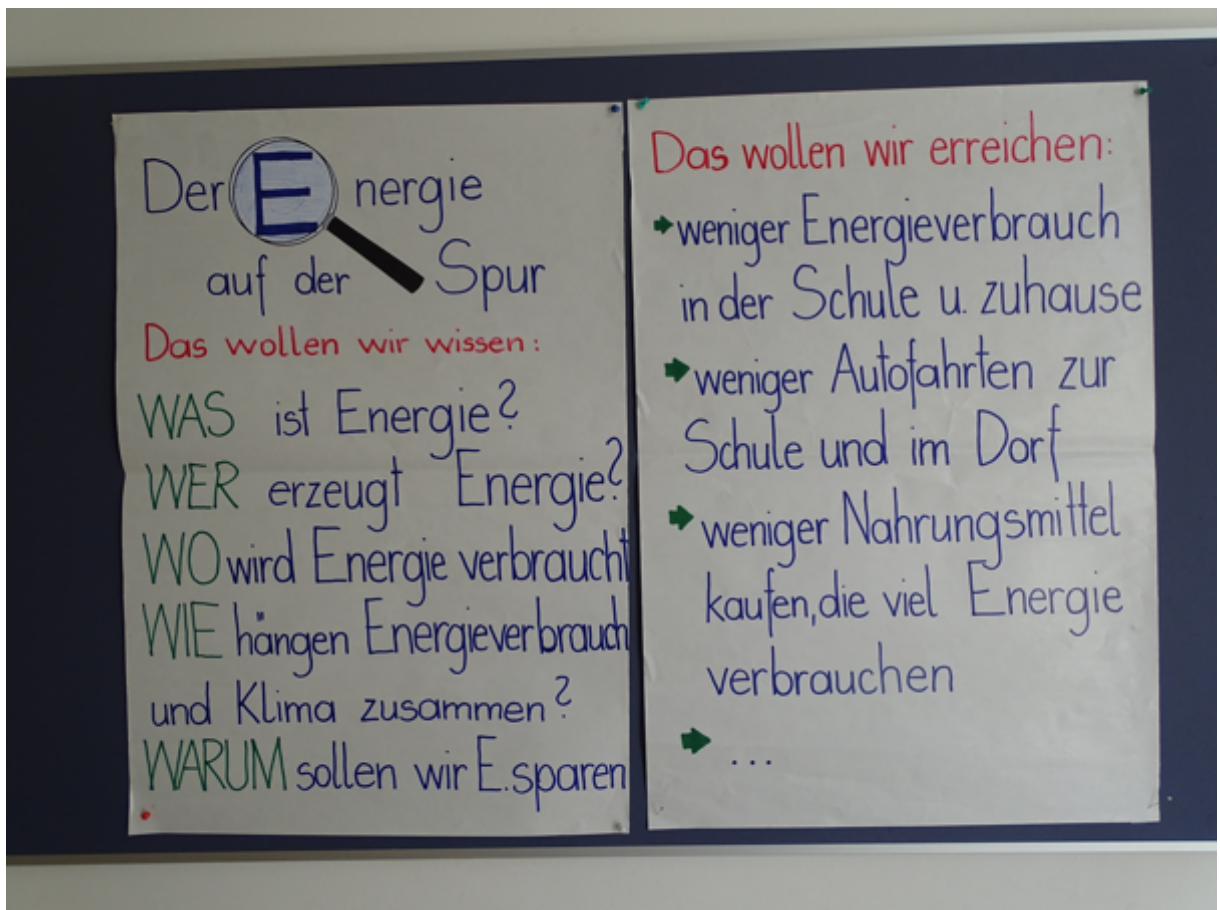 Der Energie
auf der Spur
Das wollen wir wissen:
WAS ist Energie?
WER erzeugt Energie?
WO wird Energie verbraucht
WIE hängen Energieverbrauch
und Klima zusammen?
WARUM sollen wir E. sparen
Das wollen wir erreichen:
weniger Energieverbrauch
in der Schule u. zuhause
weniger Autofahrten zur
Schule und im Dorf
weniger Nahrungsmittel
kaufen, die viel Energie
verbrauchen
...